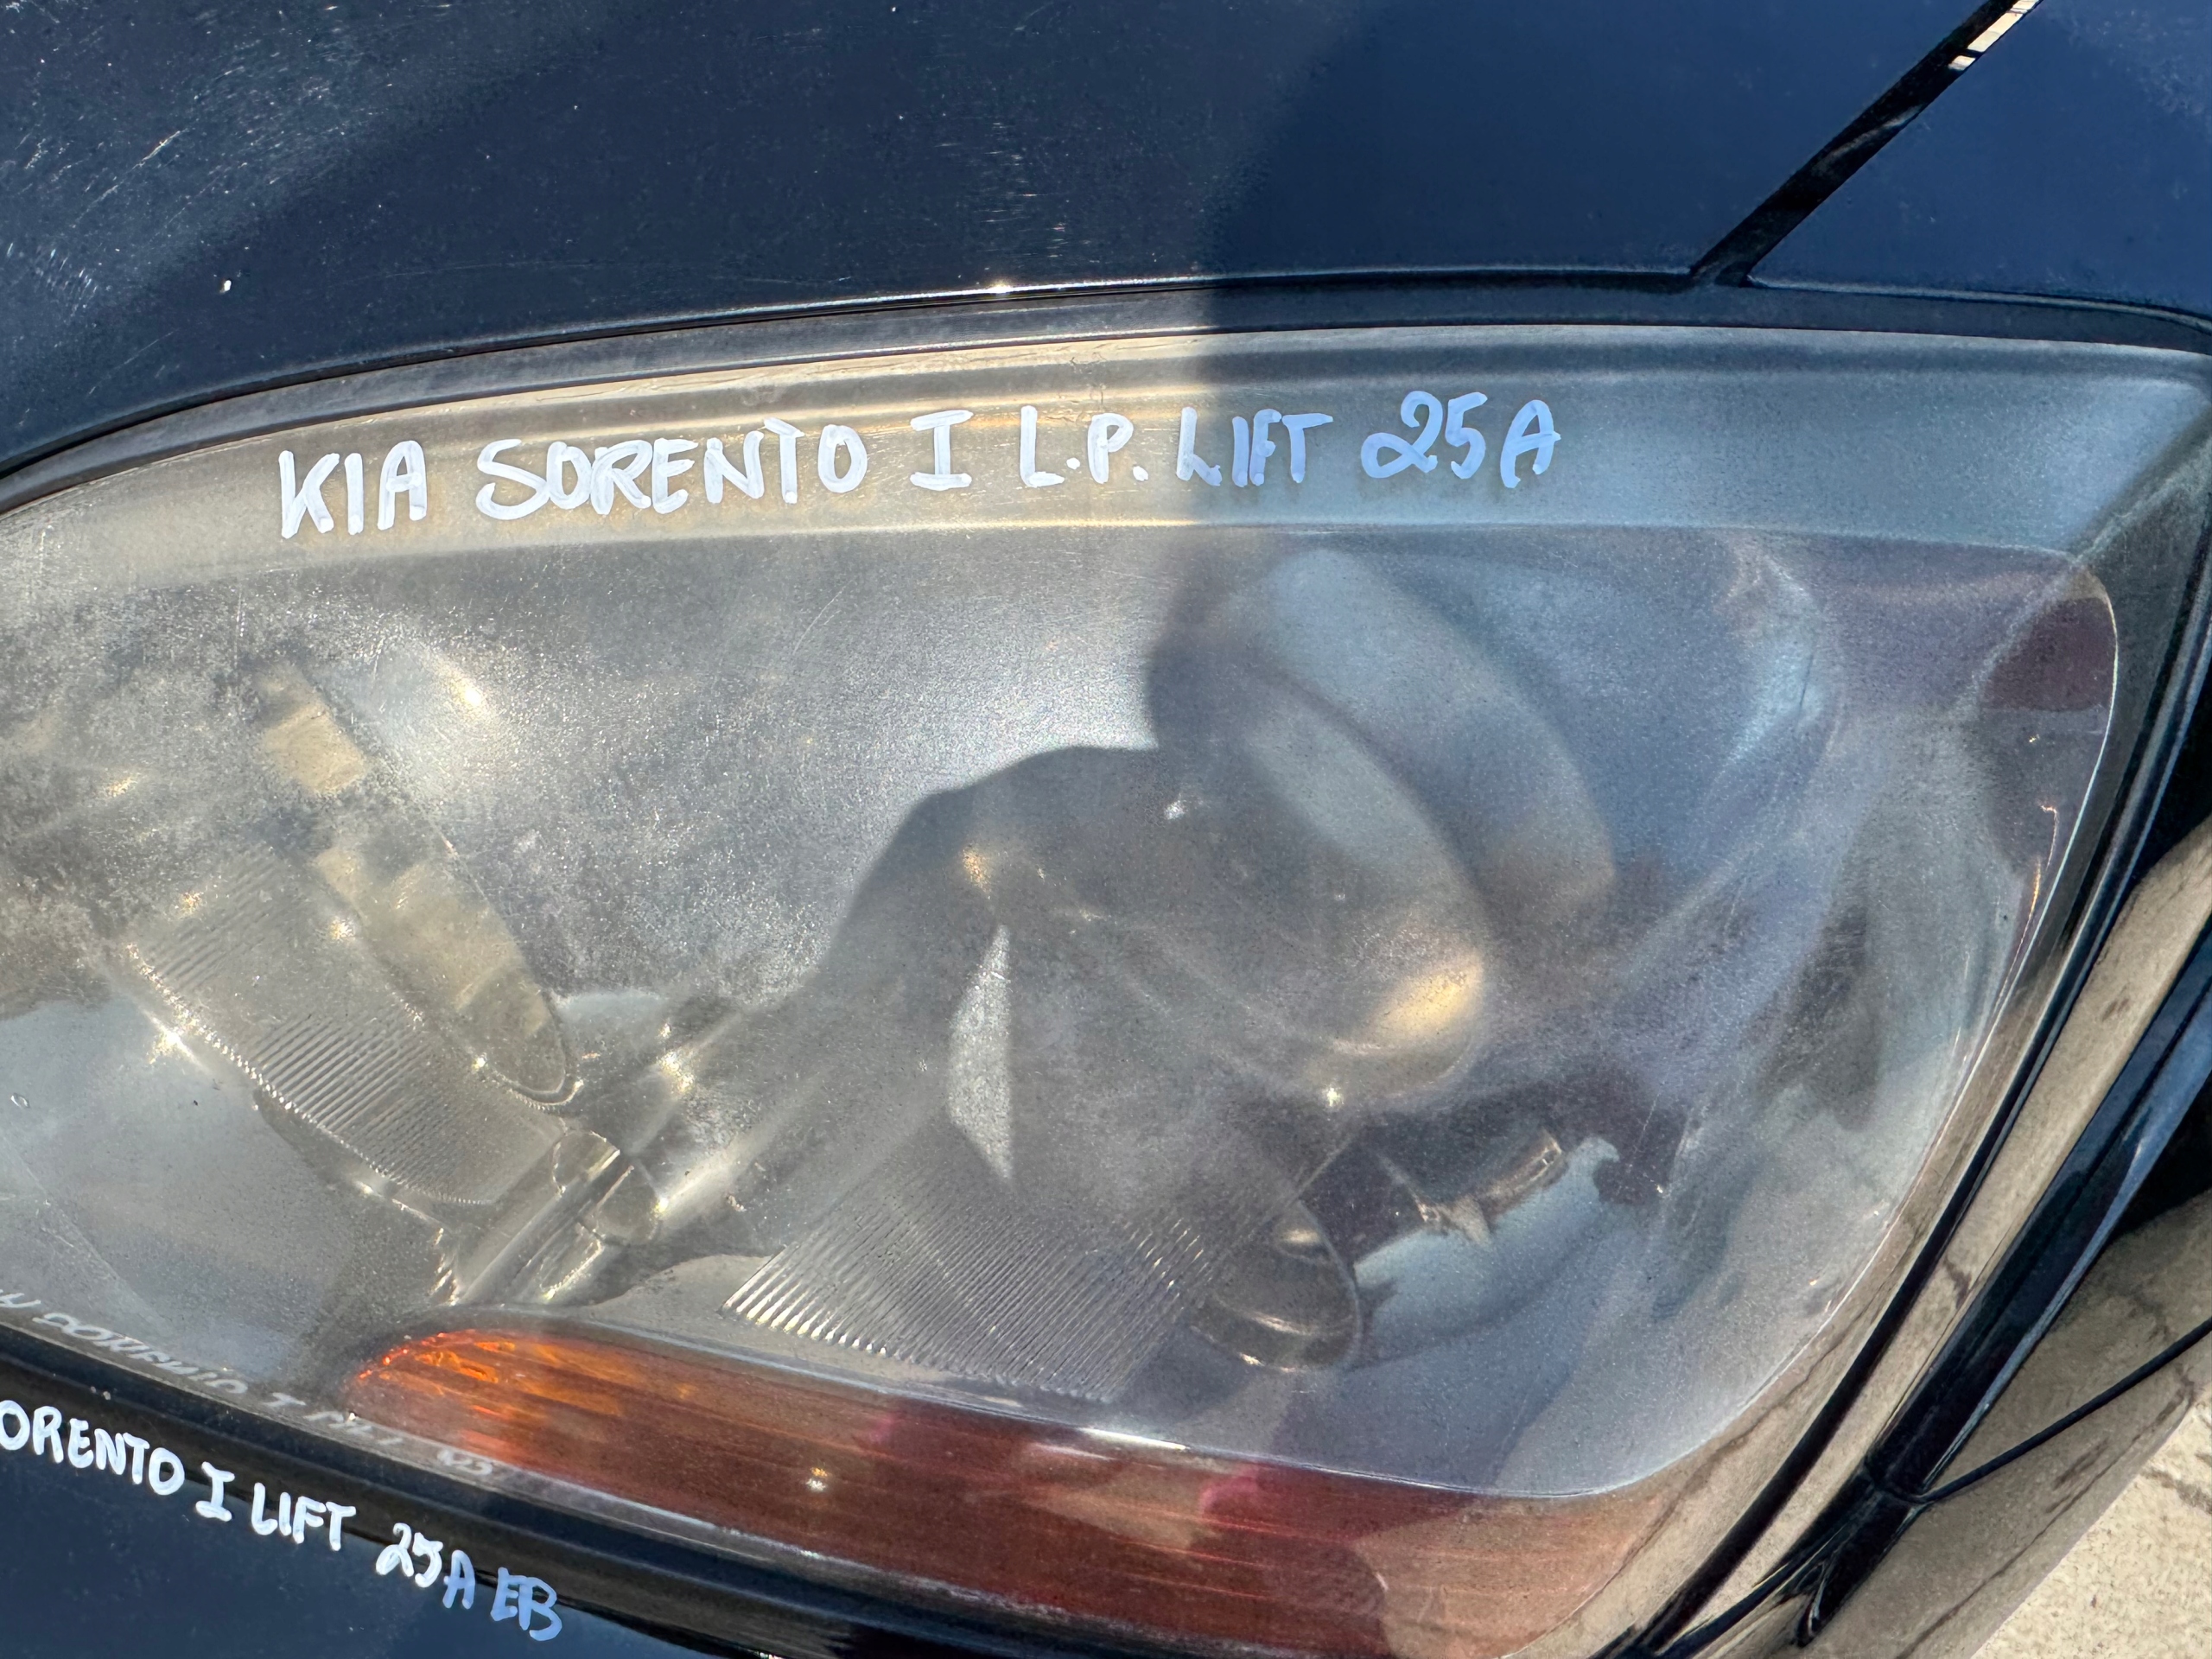 KIA SORENTO I L.P. LIFT 25A
ORENTO I LIFT 25A EB